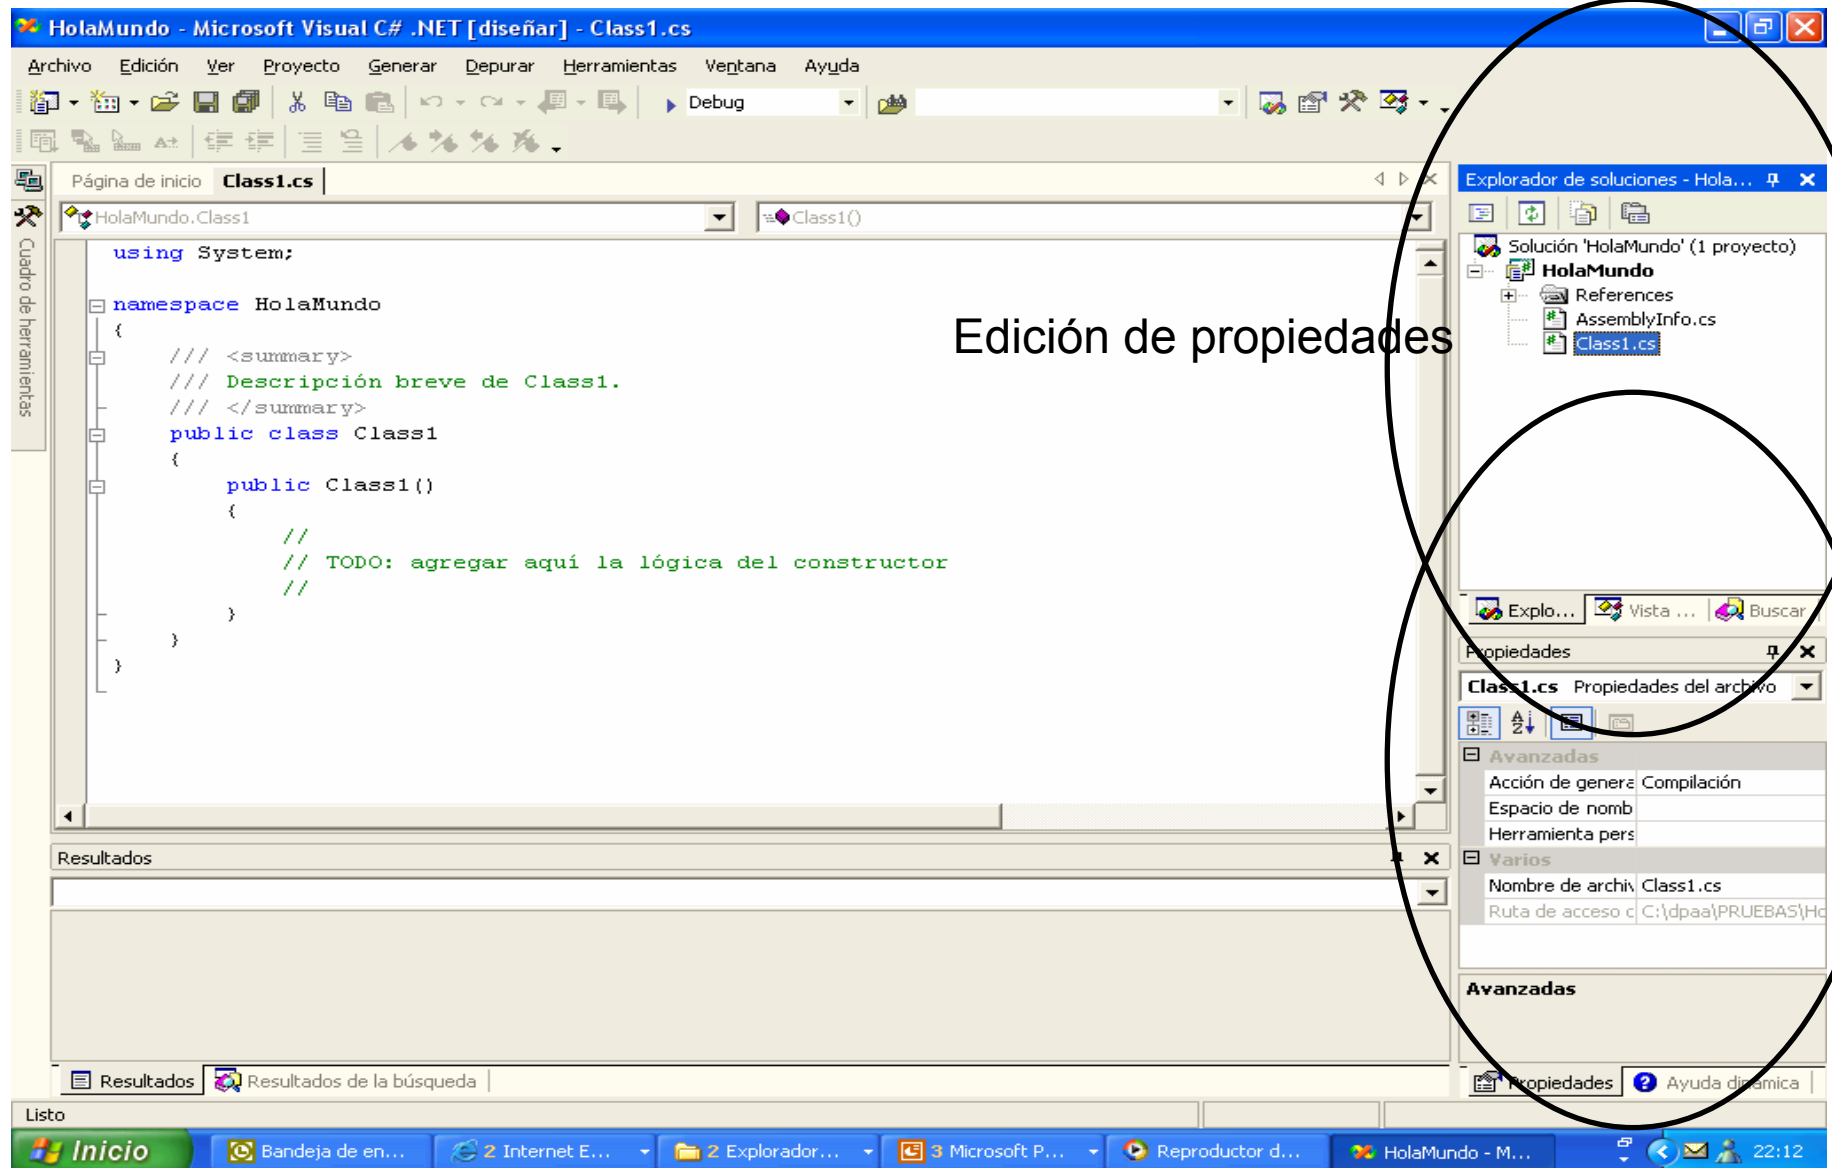 HolaMundo - Microsoft Visual C# .NET [diseñar] - Class1.cs
Archivo Edición Ver Proyecto Generar Depurar Herramientas Ventana Ayuda
Debug
Página de inicio Class1.cs
HolaMundo.Class1 Class1()
Cuadro de herramientas
using System;
namespace HolaMundo
{
/// <summary>
/// Descripción breve de Class1.
/// </summary>
public class Class1
{
public Class1()
{
//
// TODO: agregar aquí la lógica del constructor
//
}
}
}
Edición de propiedades
Explorador de soluciones - Hola...
Solución 'HolaMundo' (1 proyecto)
HolaMundo
References
AssemblyInfo.cs
Class1.cs
Explo... Vista ... Buscar
Propiedades
Class1.cs Propiedades del archivo
Avanzadas
Acción de genera Compilación
Espacio de nomb
Herramienta pers
Varios
Nombre de archiv Class1.cs
Ruta de acceso c C:\dpaa\PRUEBAS\Ho
Avanzadas
Propiedades Ayuda dinámica
Resultados
Resultados Resultados de la búsqueda
Listo
Inicio Bandeja de en... 2 Internet E... 2 Explorador... 3 Microsoft P... Reproductor d... HolaMundo - M... 22:12